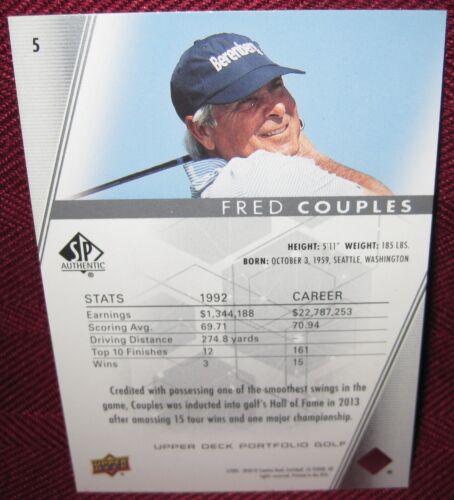 5
Berenberg
FRED COUPLES
HEIGHT: 5'11" WEIGHT: 185 LBS.
BORN: OCTOBER 3, 1959, SEATTLE, WASHINGTON
SP
AUTHENTIC
STATS 1992 CAREER
Earnings $1,344,188 $22,787,253
Scoring Avg. 69.71 70.94
Driving Distance 274.8 yards
Top 10 Finishes 12 161
Wins 3 15
Credited with possessing one of the smoothest swings in
the game, Couples was inducted into golf's Hall of Fame in 2013
after amassing 15 tour wins and one major championship.
UPPER DECK PORTFOLIO GOLF
UPPER
DECK